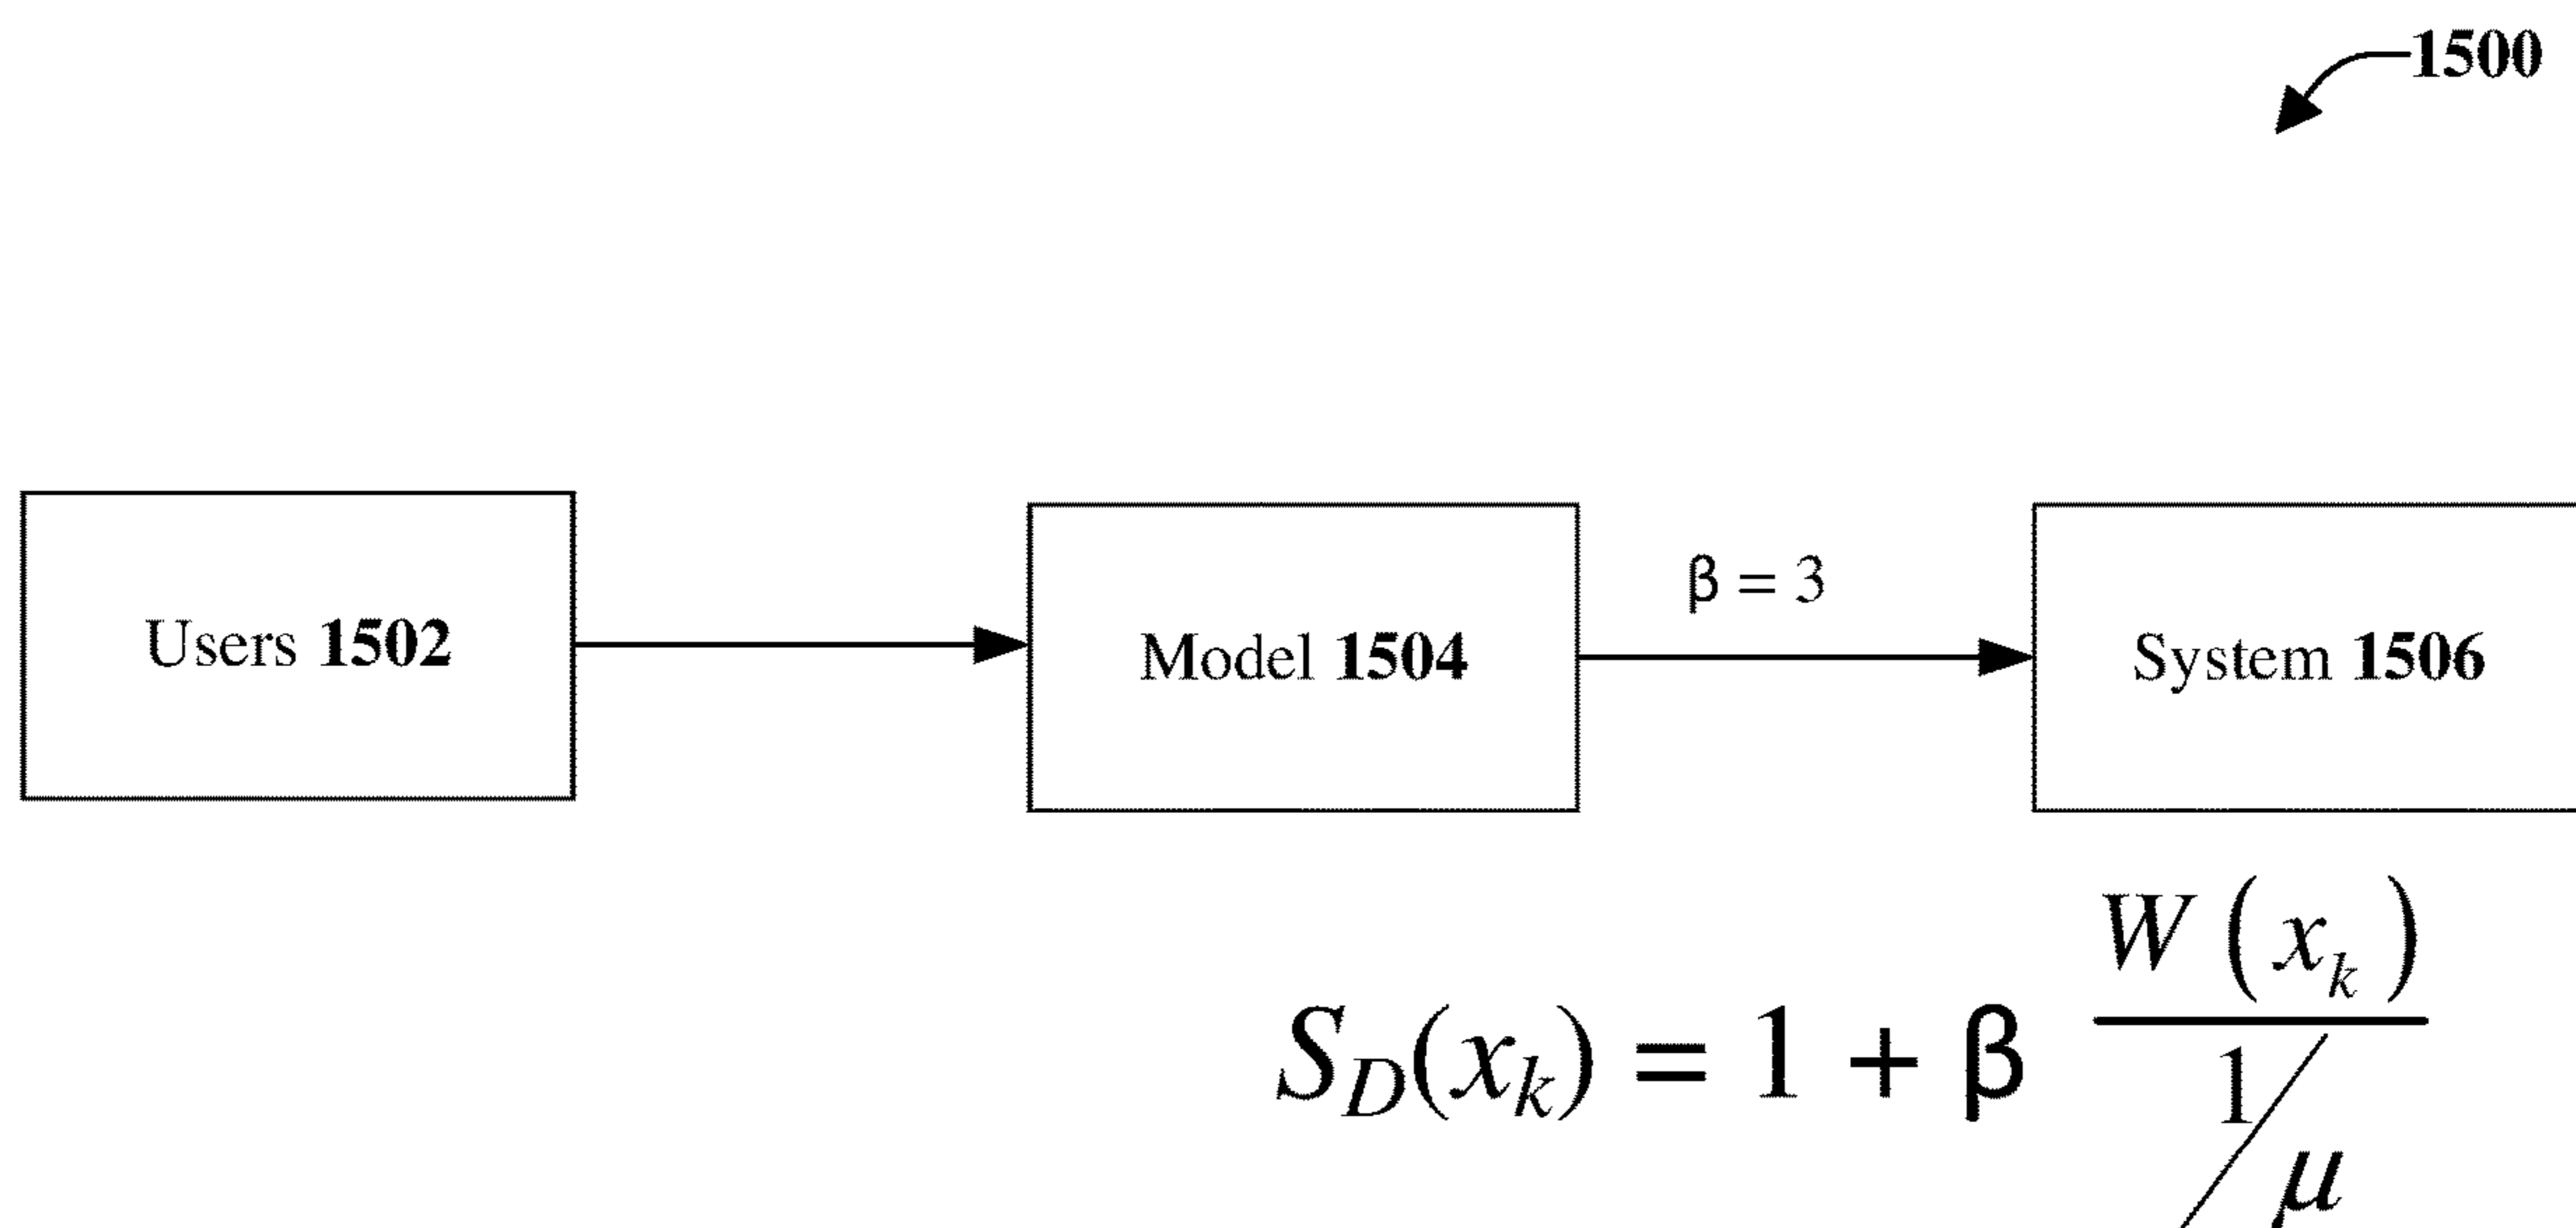 1500
Users 1502
Model 1504
β = 3
System 1506
S_D(x_k) = 1 + β W(x_k) / (1/μ)